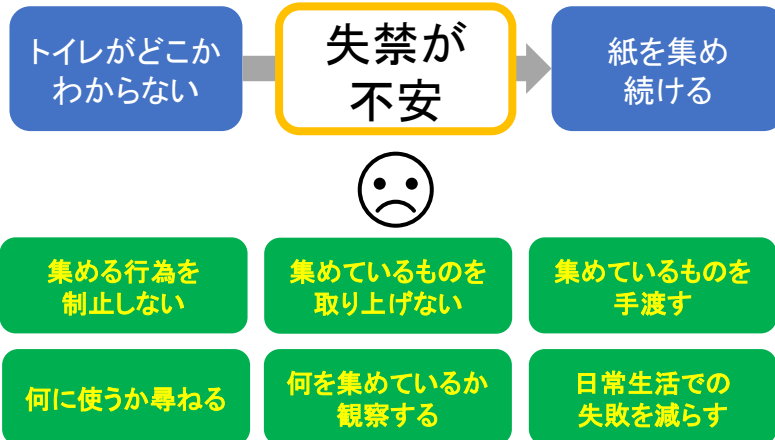 トイレがどこか
わからない
失禁が
不安
紙を集め
続ける
集める行為を
制止しない
集めているものを
取り上げない
集めているものを
手渡す
何に使うか尋ねる
何を集めているか
観察する
日常生活での
失敗を減らす